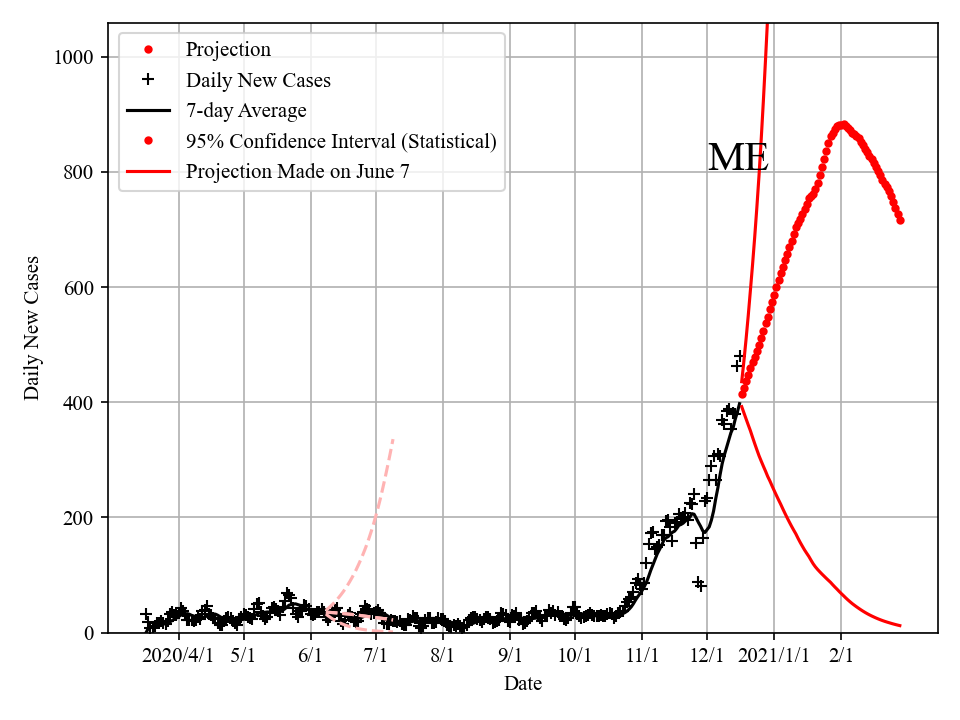 1000
800
600
400
200
0
Projection
Daily New Cases
7-day Average
95% Confidence Interval (Statistical)
Projection Made on June 7
ME
Daily New Cases
2020/4/1 5/1 6/1 7/1 8/1 9/1 10/1 11/1 12/1 2021/1/1 2/1
Date